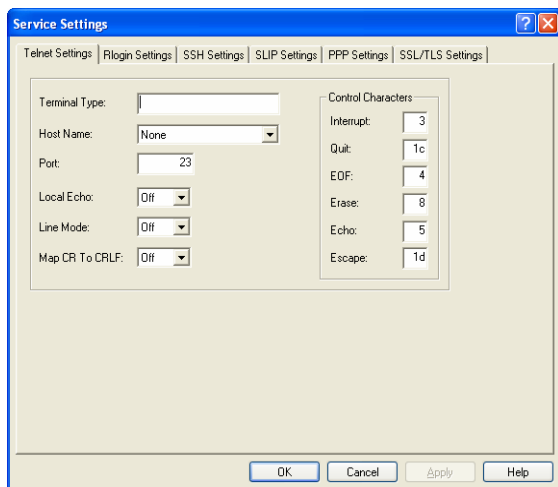 Service Settings
Telnet Settings Rlogin Settings SSH Settings SLIP Settings PPP Settings SSL/TLS Settings
Terminal Type:
Host Name: None
Port: 23
Local Echo: Off
Line Mode: Off
Map CR To CRLF: Off
Control Characters
Interrupt: 3
Quit: 1c
EOF: 4
Erase: 8
Echo: 5
Escape: 1d
OK Cancel Apply Help